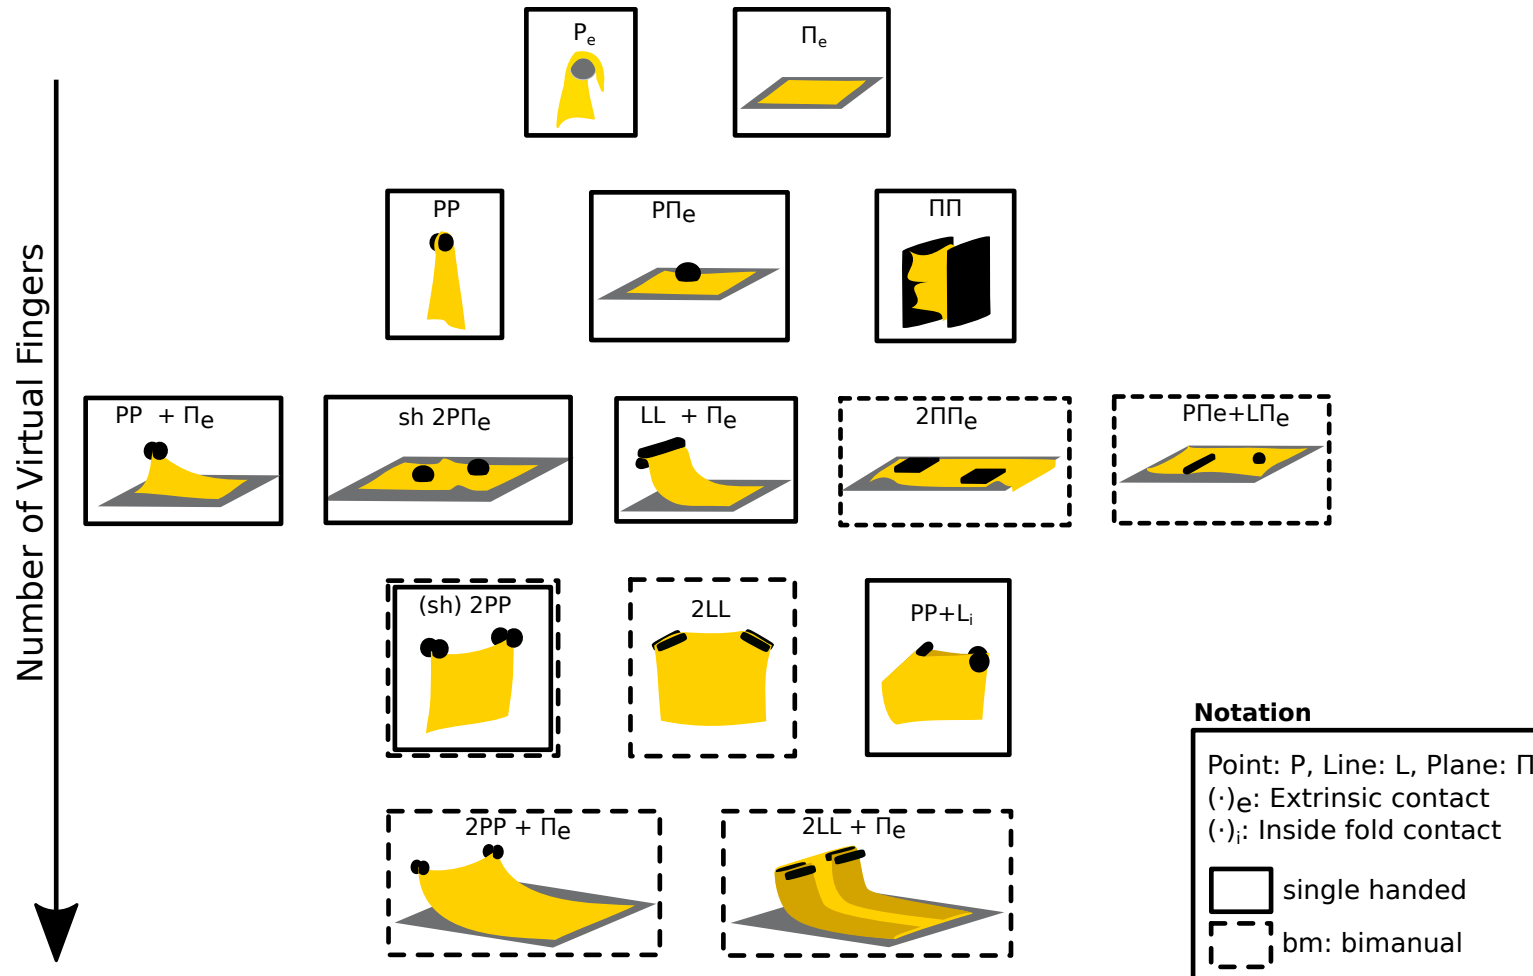 Number of Virtual Fingers
Pₑ
Πₑ
PP
PΠe
ΠΠ
PP + Πe
sh 2PΠe
LL + Πe
2ΠΠe
PΠe+LΠe
(sh) 2PP
2LL
PP+Lᵢ
2PP + Πe
2LL + Πe
Notation
Point: P, Line: L, Plane: Π
(·)e: Extrinsic contact
(·)ᵢ: Inside fold contact
single handed
bm: bimanual